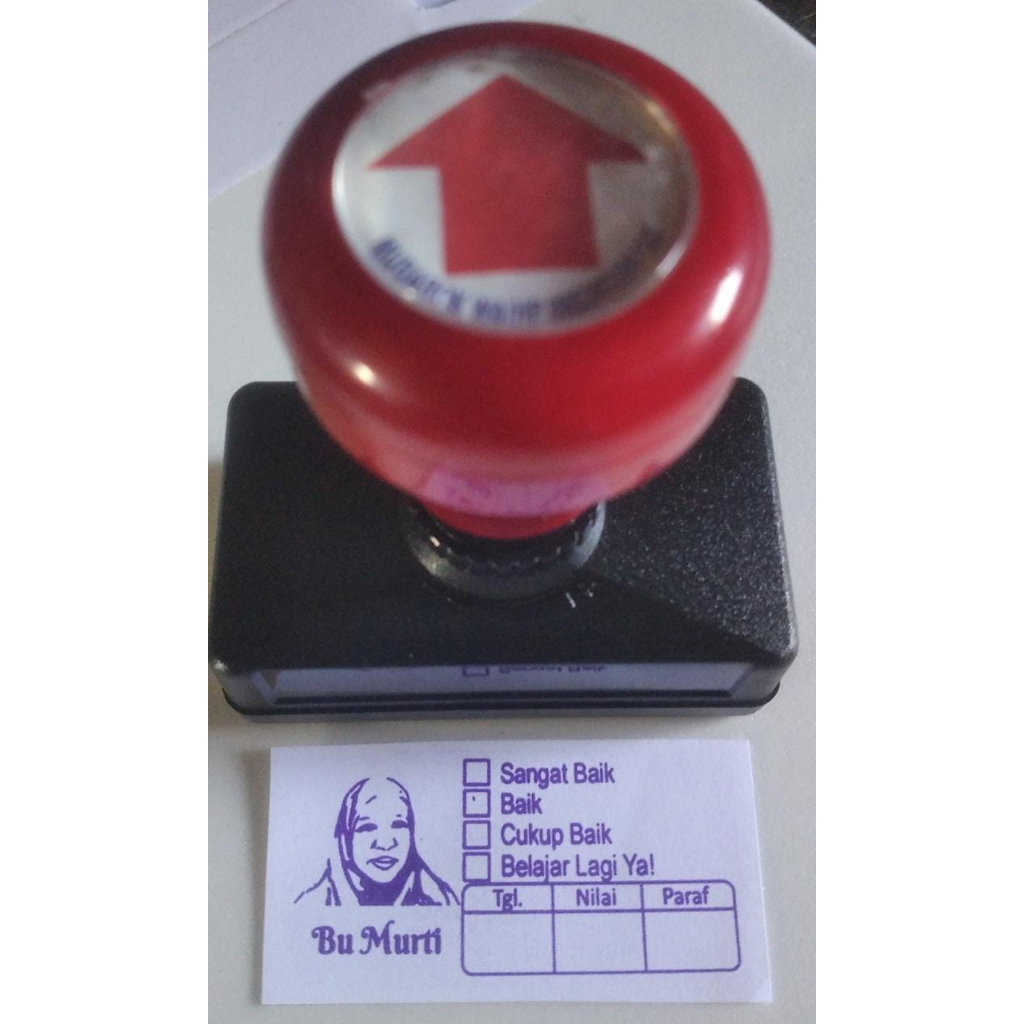 Sangat Baik
Baik
Cukup Baik
Belajar Lagi Ya!
Tgl. Nilai Paraf
Bu Murti